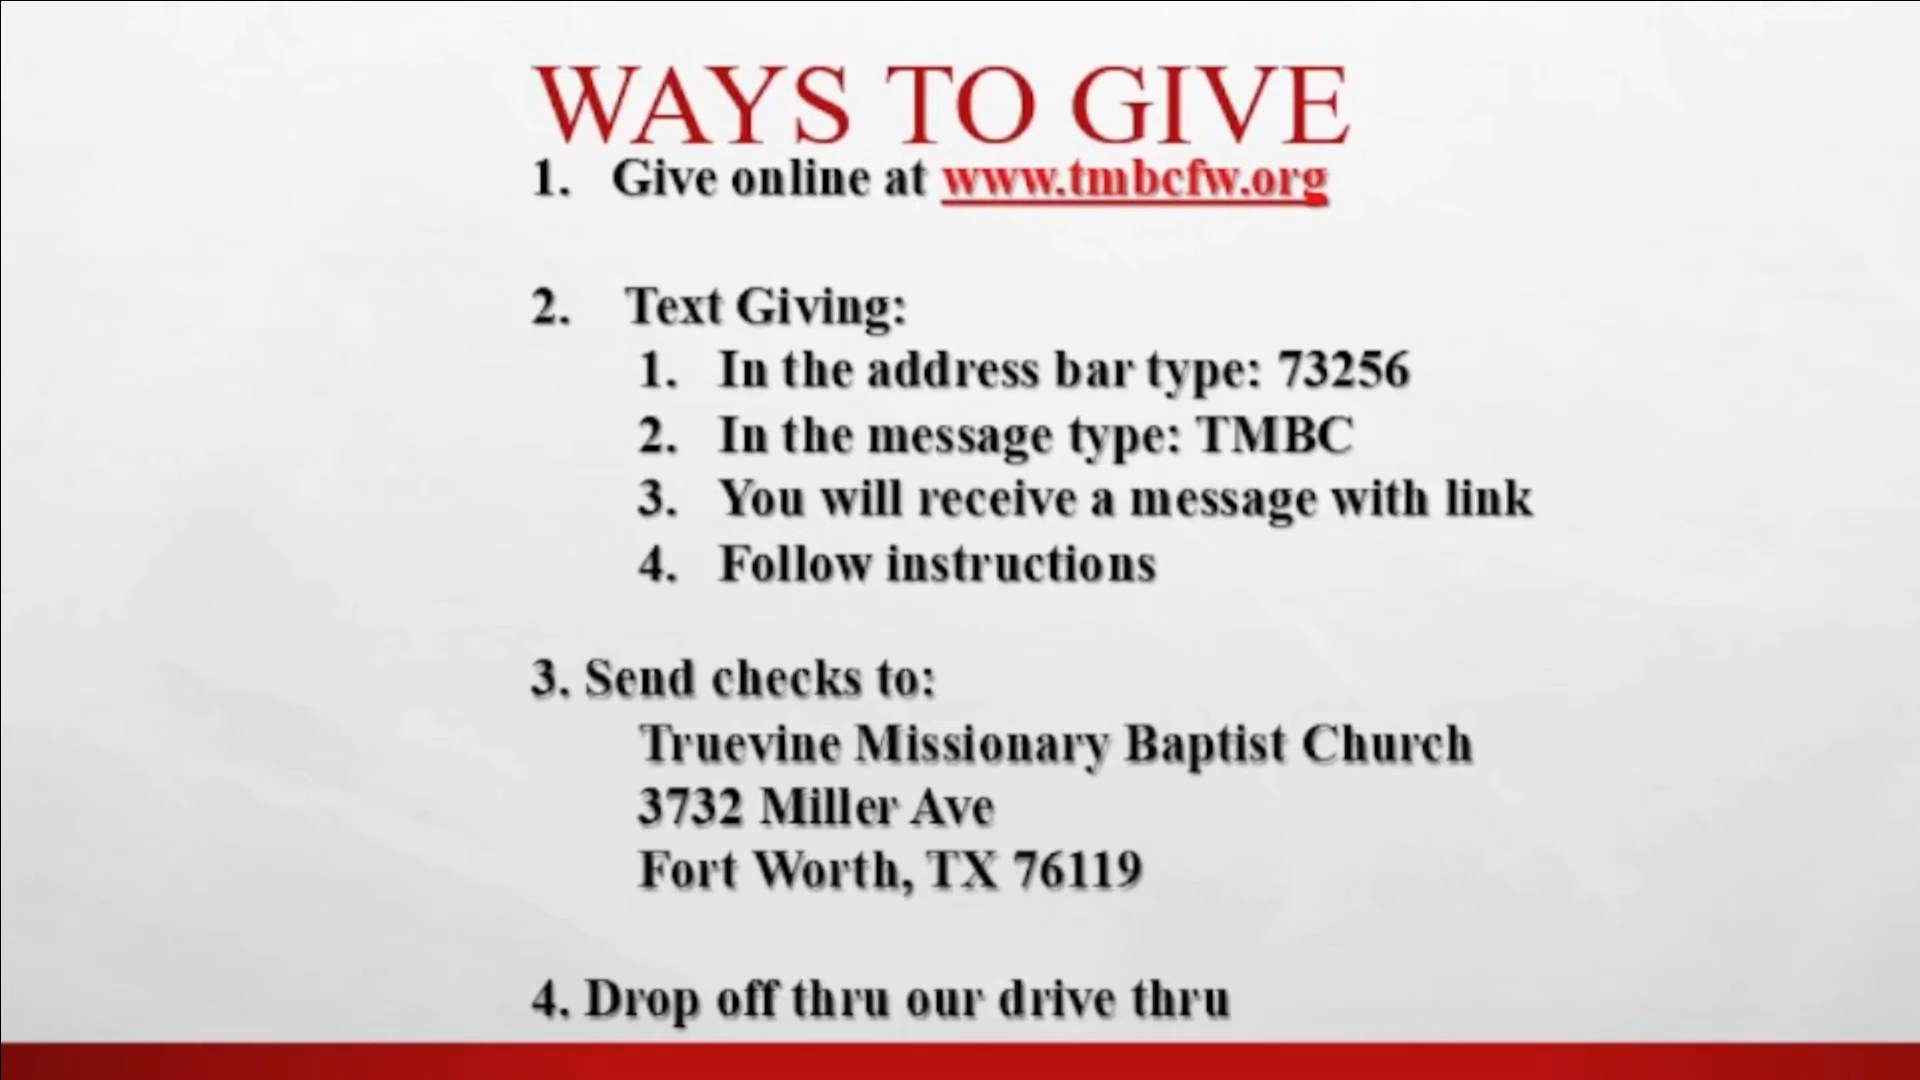 WAYS TO GIVE
1. Give online at www.tmbcfw.org
2. Text Giving:
1. In the address bar type: 73256
2. In the message type: TMBC
3. You will receive a message with link
4. Follow instructions
3. Send checks to:
Truevine Missionary Baptist Church
3732 Miller Ave
Fort Worth, TX 76119
4. Drop off thru our drive thru